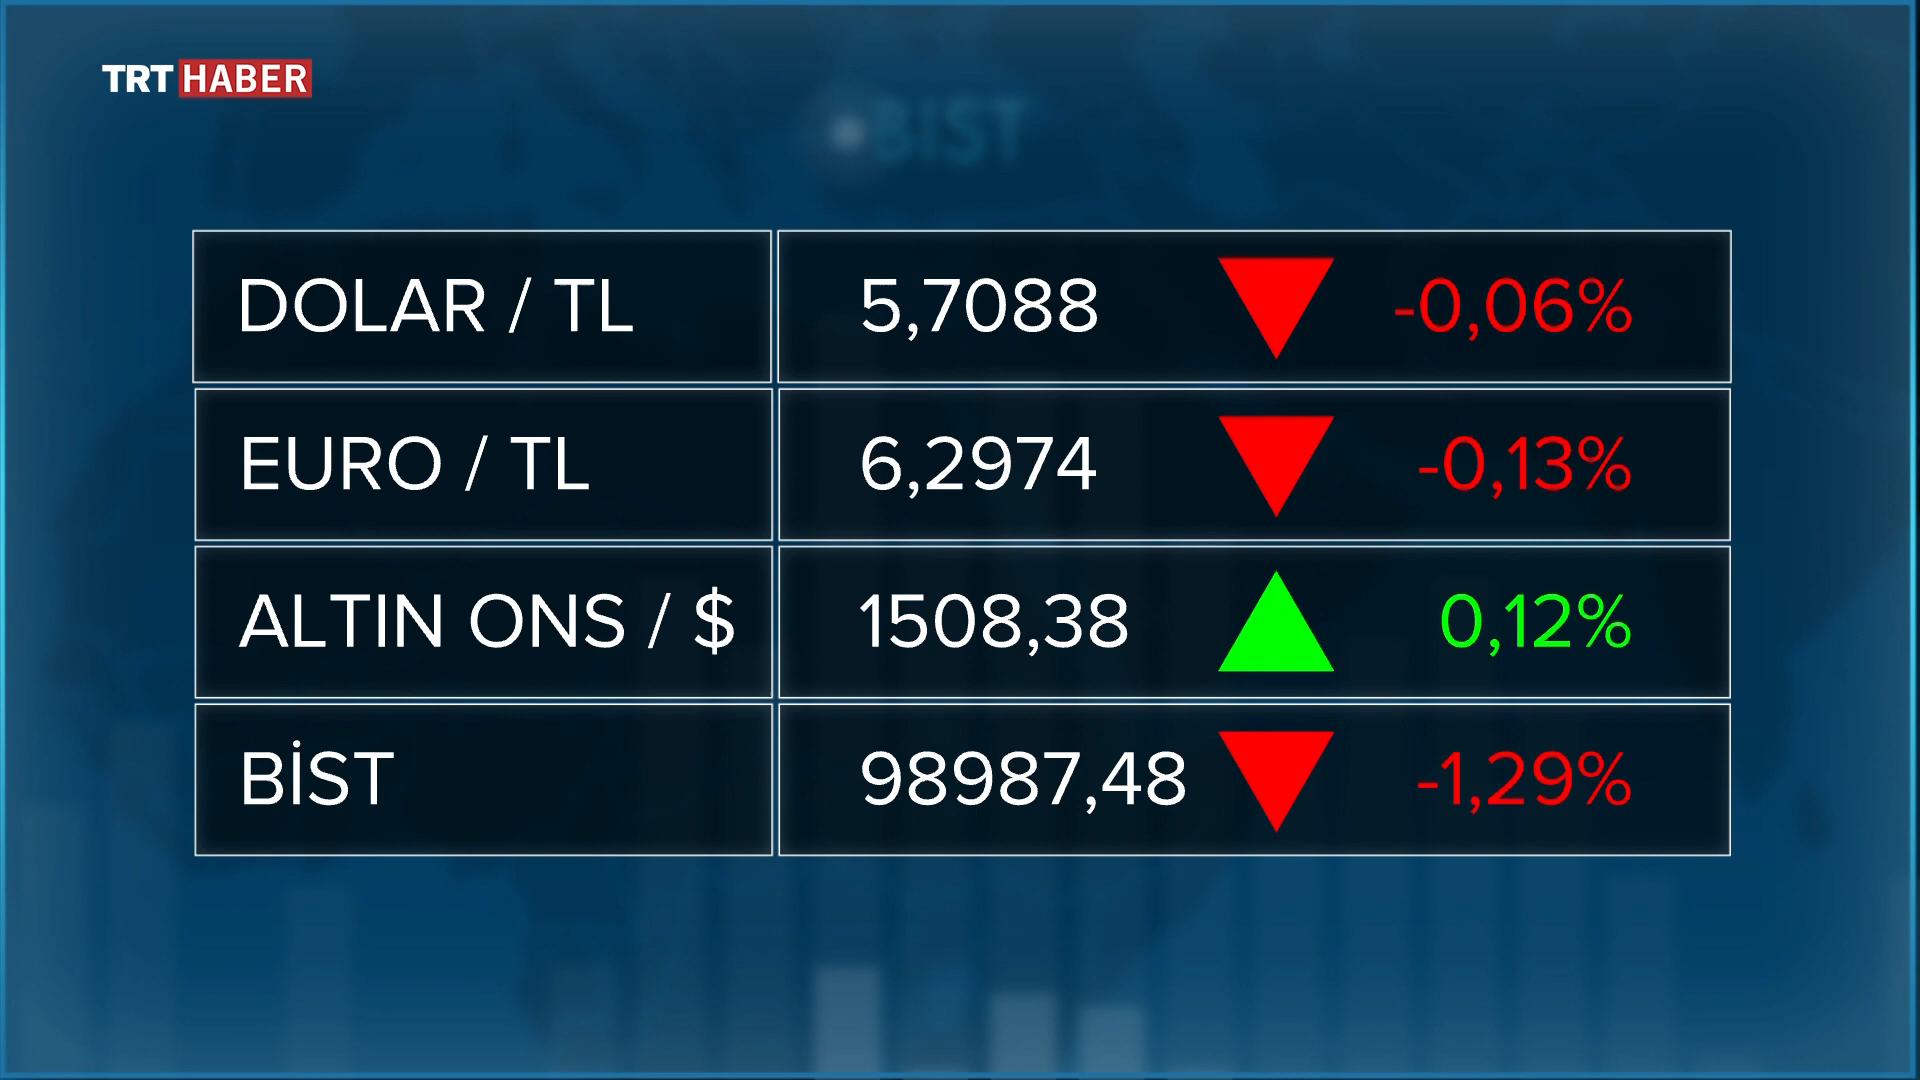 TRT HABER
BIST
DOLAR / TL 5,7088 -0,06%
EURO / TL 6,2974 -0,13%
ALTIN ONS / $ 1508,38 0,12%
BİST 98987,48 -1,29%